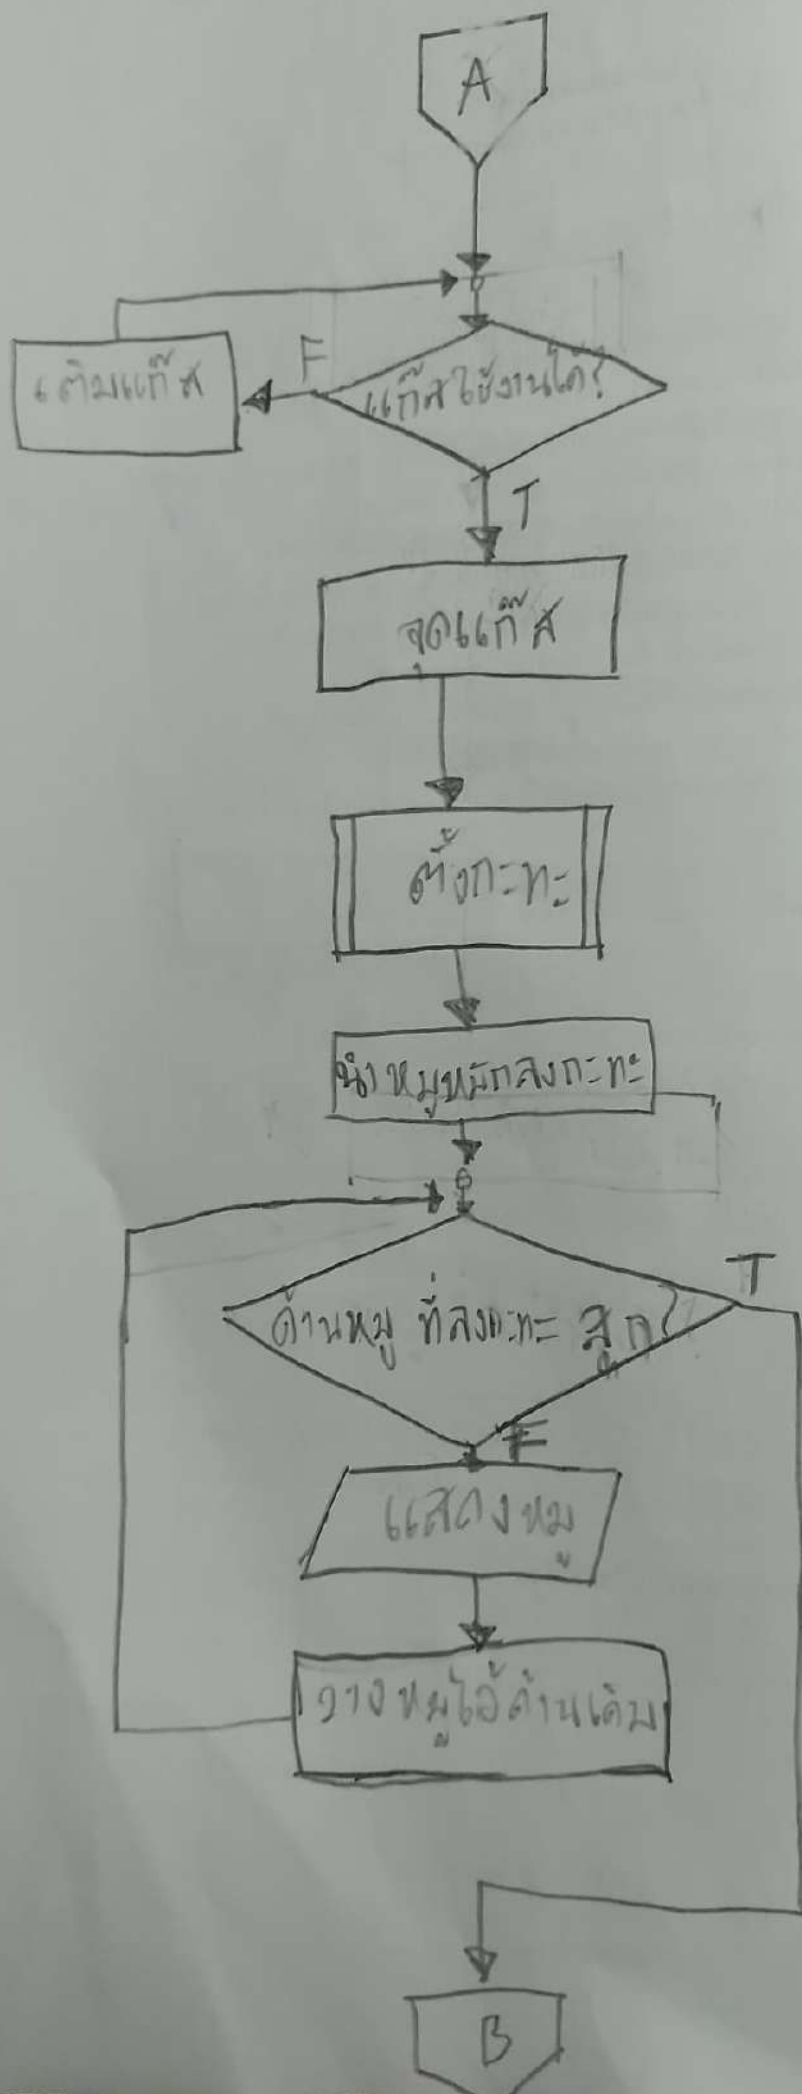 A
แก๊สใช้งานได้?
F
เติมแก๊ส
T
จุดแก๊ส
ตั้งกะทะ
นำหมูหมักลงกะทะ
ด้านหมู ที่ลงกะทะ สุก?
T
F
แสดงหมู
วางหมูไว้ด้านเดิม
B